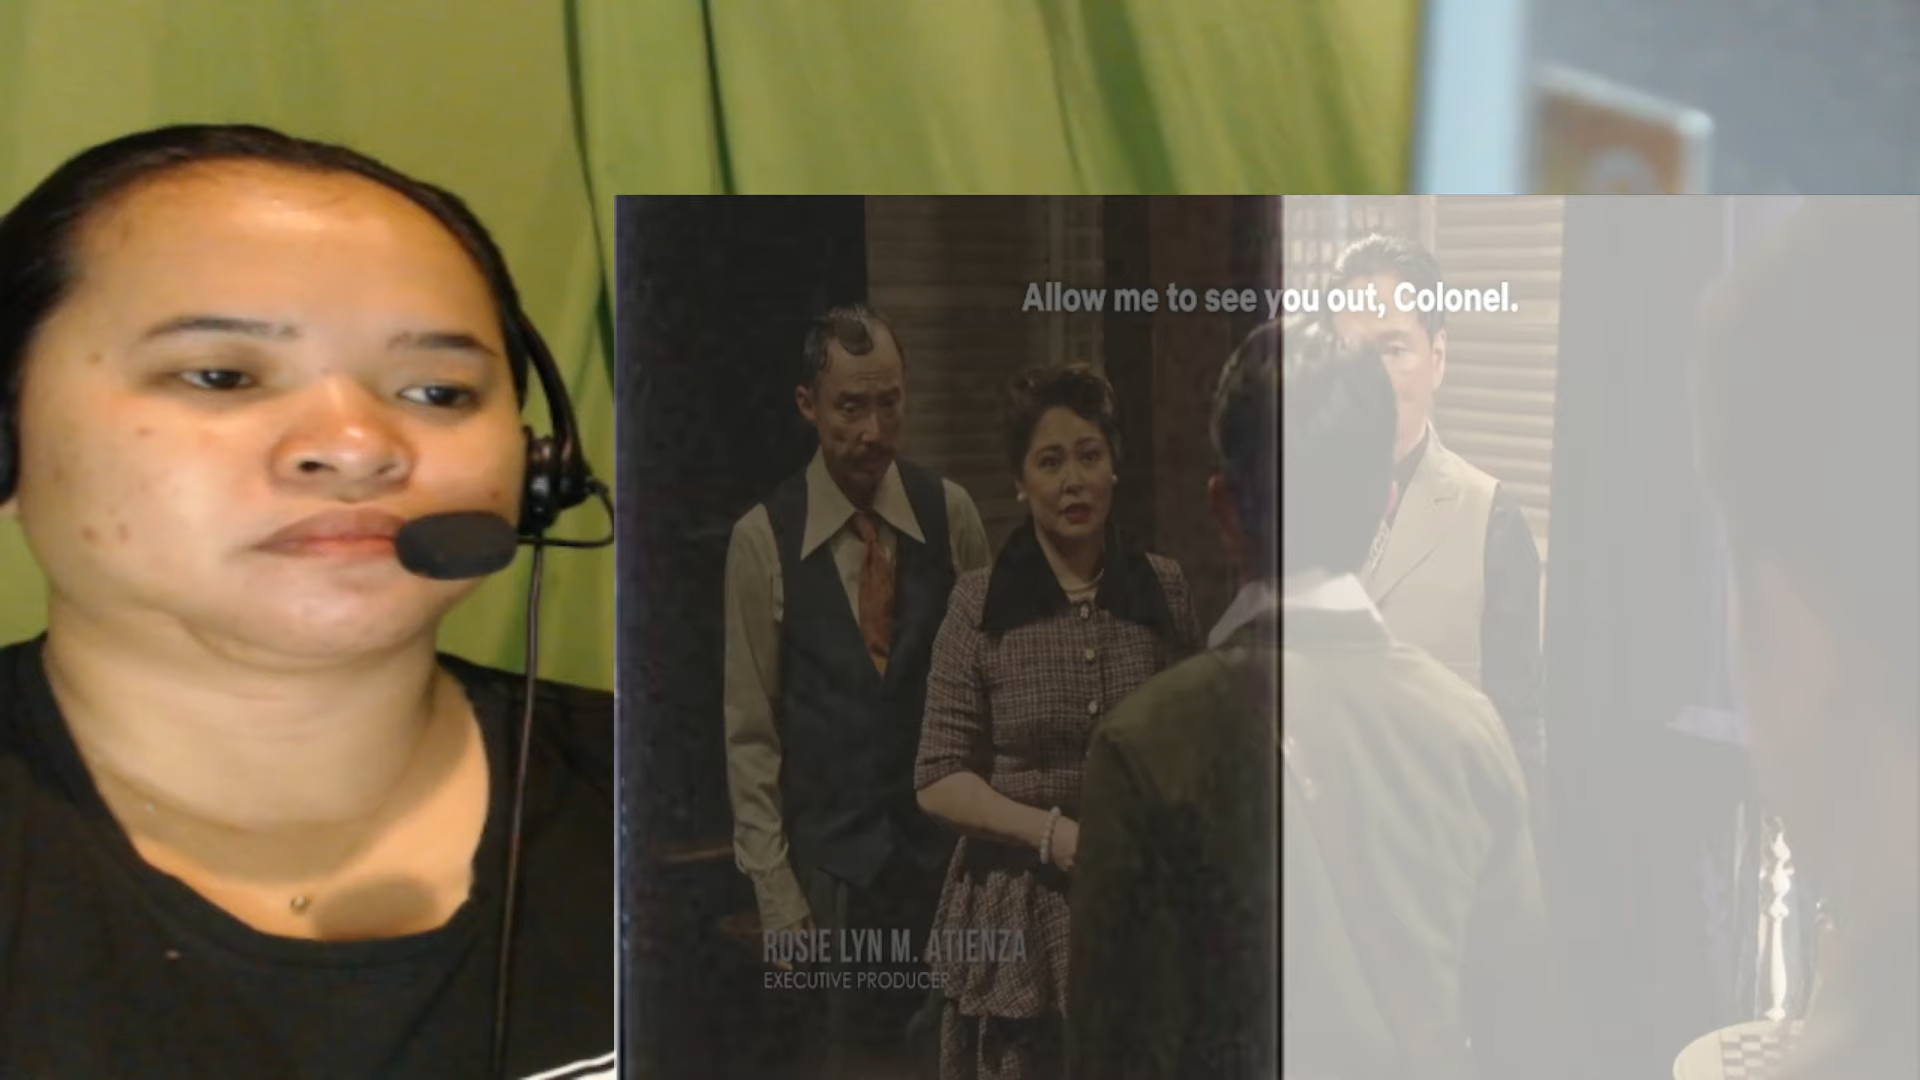 Allow me to see you out, Colonel.
ROSIE LYN M. ATIENZA
EXECUTIVE PRODUCER